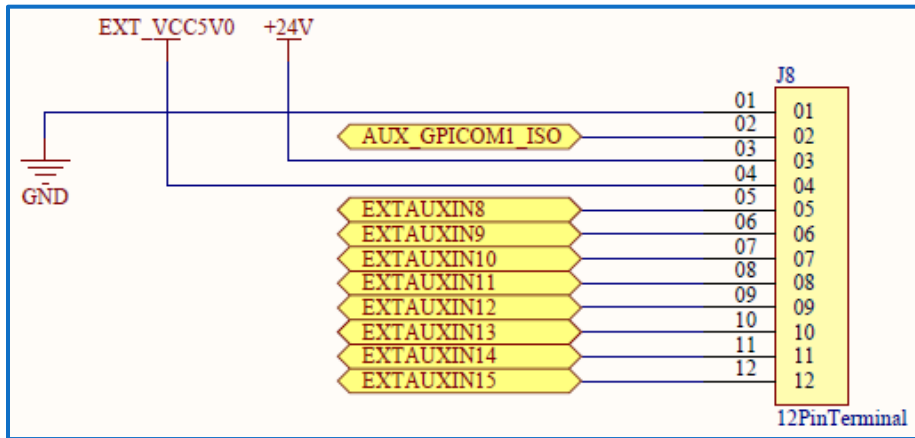 EXT_VCC5V0 +24V
J8
01 01
AUX_GPICOM1_ISO 02 02
03 03
GND 04 04
EXTAUXIN8 05 05
EXTAUXIN9 06 06
EXTAUXIN10 07 07
EXTAUXIN11 08 08
EXTAUXIN12 09 09
EXTAUXIN13 10 10
EXTAUXIN14 11 11
EXTAUXIN15 12 12
12PinTerminal